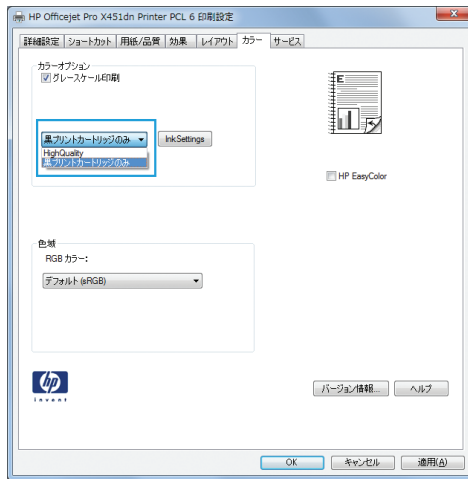 HP Officejet Pro X451dn Printer PCL 6 印刷設定
詳細設定 ショートカット 用紙/品質 効果 レイアウト カラー サービス
カラーオプション
グレースケール印刷
黒プリントカートリッジのみ InkSettings
HighQuality
黒プリントカートリッジのみ
E
HP EasyColor
色域
RGB カラー:
デフォルト (sRGB)
hp
invent
バージョン情報... ヘルプ
OK キャンセル 適用(A)